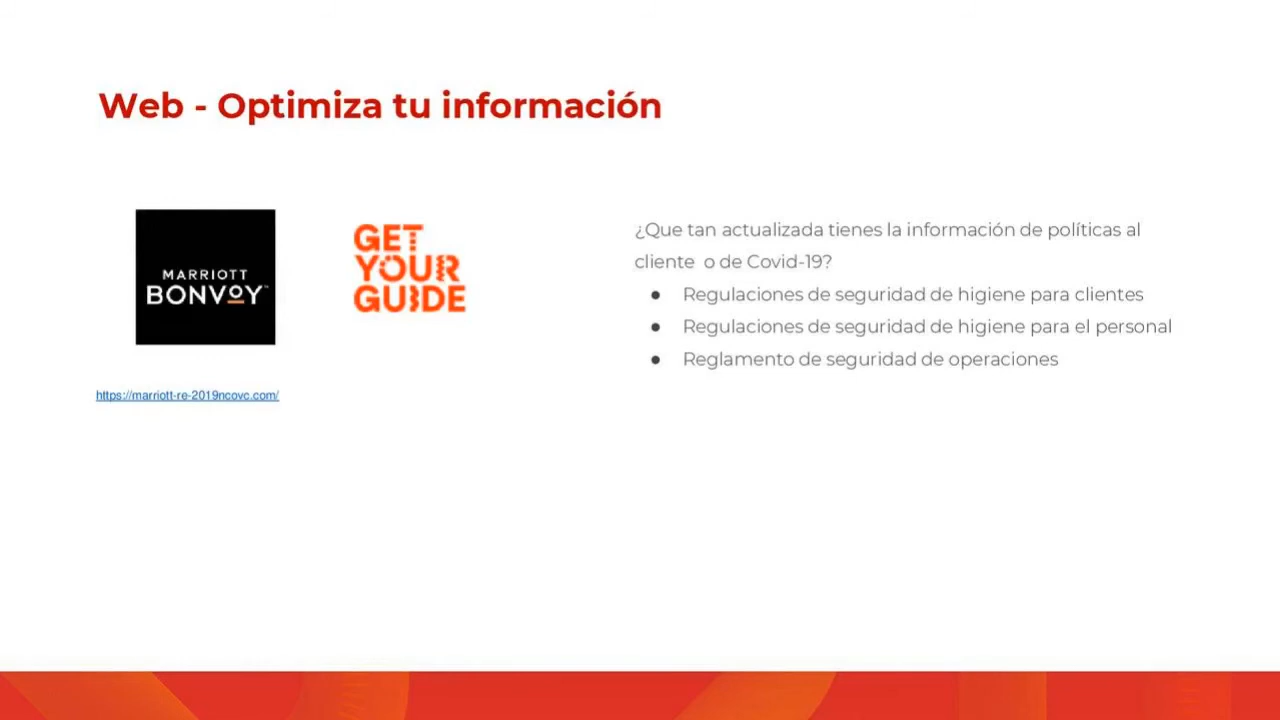 Web - Optimiza tu información
MARRIOTT
BONVOY™
GET
YOUR
GUIDE
https://marriott-re-2019ncovc.com/
¿Que tan actualizada tienes la información de políticas al
cliente o de Covid-19?
● Regulaciones de seguridad de higiene para clientes
● Regulaciones de seguridad de higiene para el personal
● Reglamento de seguridad de operaciones